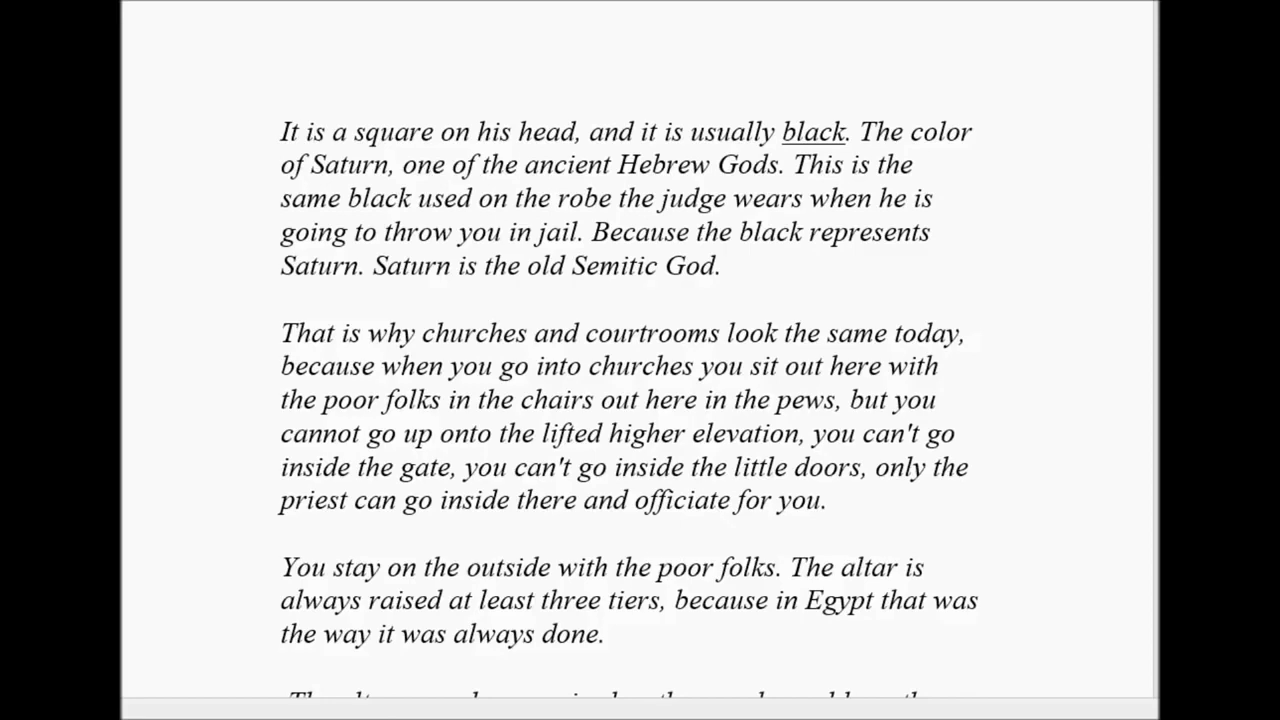 It is a square on his head, and it is usually black. The color
of Saturn, one of the ancient Hebrew Gods. This is the
same black used on the robe the judge wears when he is
going to throw you in jail. Because the black represents
Saturn. Saturn is the old Semitic God.
That is why churches and courtrooms look the same today,
because when you go into churches you sit out here with
the poor folks in the chairs out here in the pews, but you
cannot go up onto the lifted higher elevation, you can't go
inside the gate, you can't go inside the little doors, only the
priest can go inside there and officiate for you.
You stay on the outside with the poor folks. The altar is
always raised at least three tiers, because in Egypt that was
the way it was always done.